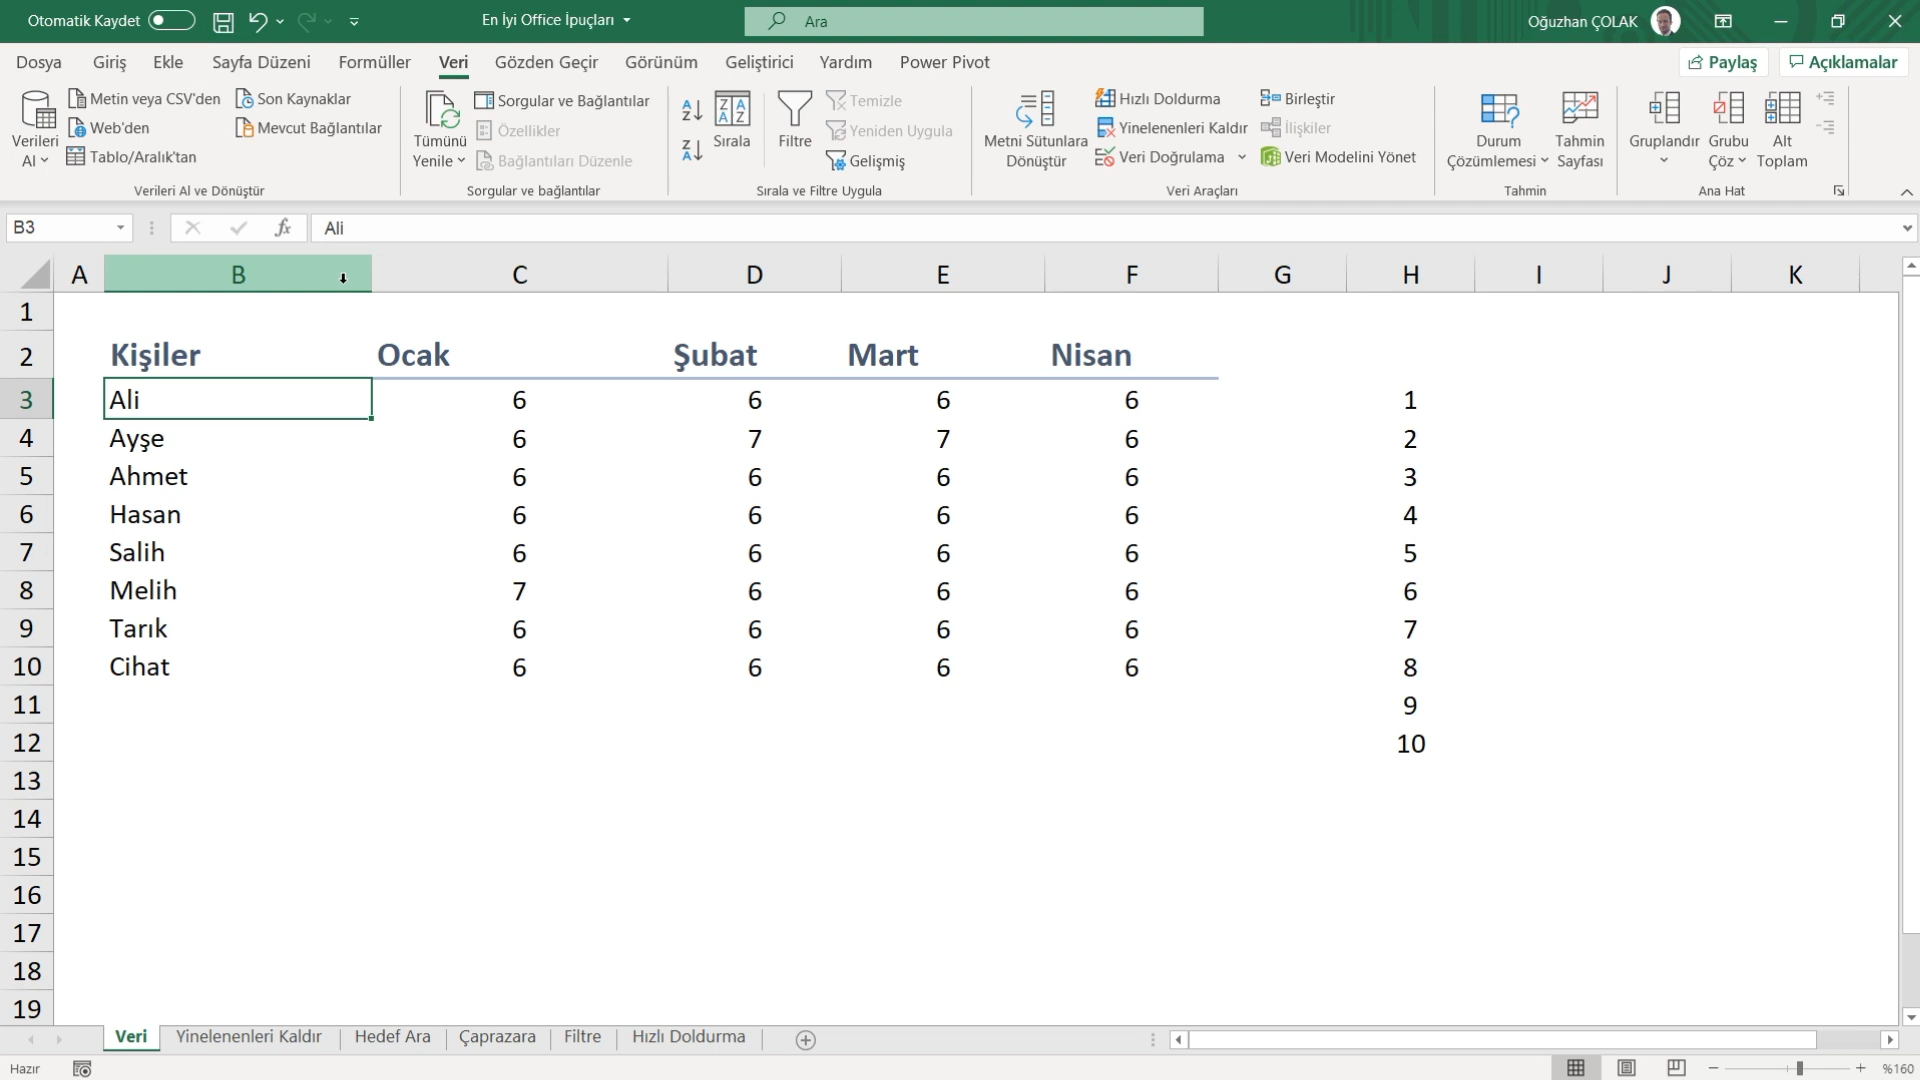 Otomatik Kaydet
En İyi Office İpuçları
Ara
Oğuzhan ÇOLAK
Dosya Giriş Ekle Sayfa Düzeni Formüller Veri Gözden Geçir Görünüm Geliştirici Yardım Power Pivot Paylaş Açıklamalar
Verileri Al
Metin veya CSV'den
Web'den
Tablo/Aralık'tan
Son Kaynaklar
Mevcut Bağlantılar
Verileri Al ve Dönüştür
Tümünü Yenile
Sorgular ve Bağlantılar
Özellikler
Bağlantıları Düzenle
Sorgular ve bağlantılar
Sırala
Filtre
Temizle
Yeniden Uygula
Gelişmiş
Sırala ve Filtre Uygula
Metni Sütunlara Dönüştür
Hızlı Doldurma
Yinelenenleri Kaldır
Veri Doğrulama
Birleştir
İlişkiler
Veri Modelini Yönet
Veri Araçları
Durum Çözümlemesi
Tahmin Sayfası
Tahmin
Gruplandır
Grubu Çöz
Alt Toplam
Ana Hat
B3 fx Ali
A B C D E F G H I J K
1
2 Kişiler Ocak Şubat Mart Nisan
3 Ali 6 6 6 6 1
4 Ayşe 6 7 7 6 2
5 Ahmet 6 6 6 6 3
6 Hasan 6 6 6 6 4
7 Salih 6 6 6 6 5
8 Melih 7 6 6 6 6
9 Tarık 6 6 6 6 7
10 Cihat 6 6 6 6 8
11 9
12 10
13
14
15
16
17
18
19
Veri Yinelenenleri Kaldır Hedef Ara Çaprazara Filtre Hızlı Doldurma
Hazır %160